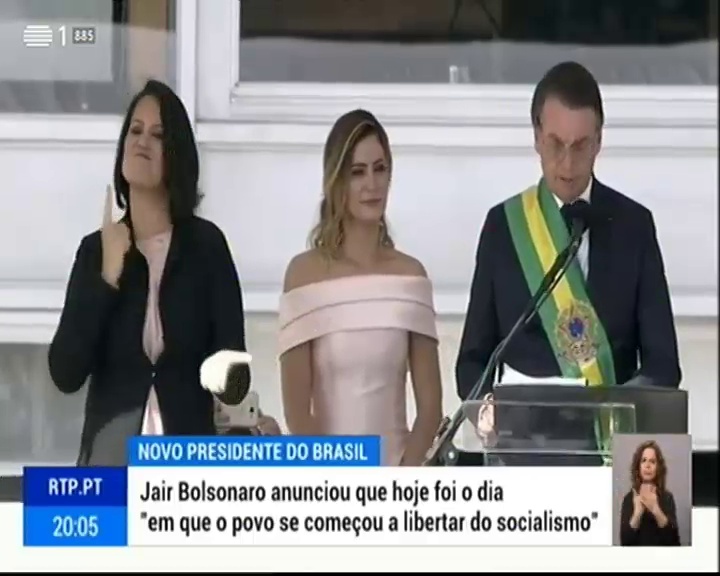 1 885
NOVO PRESIDENTE DO BRASIL
RTP.PT
Jair Bolsonaro anunciou que hoje foi o dia
20:05
"em que o povo se começou a libertar do socialismo"